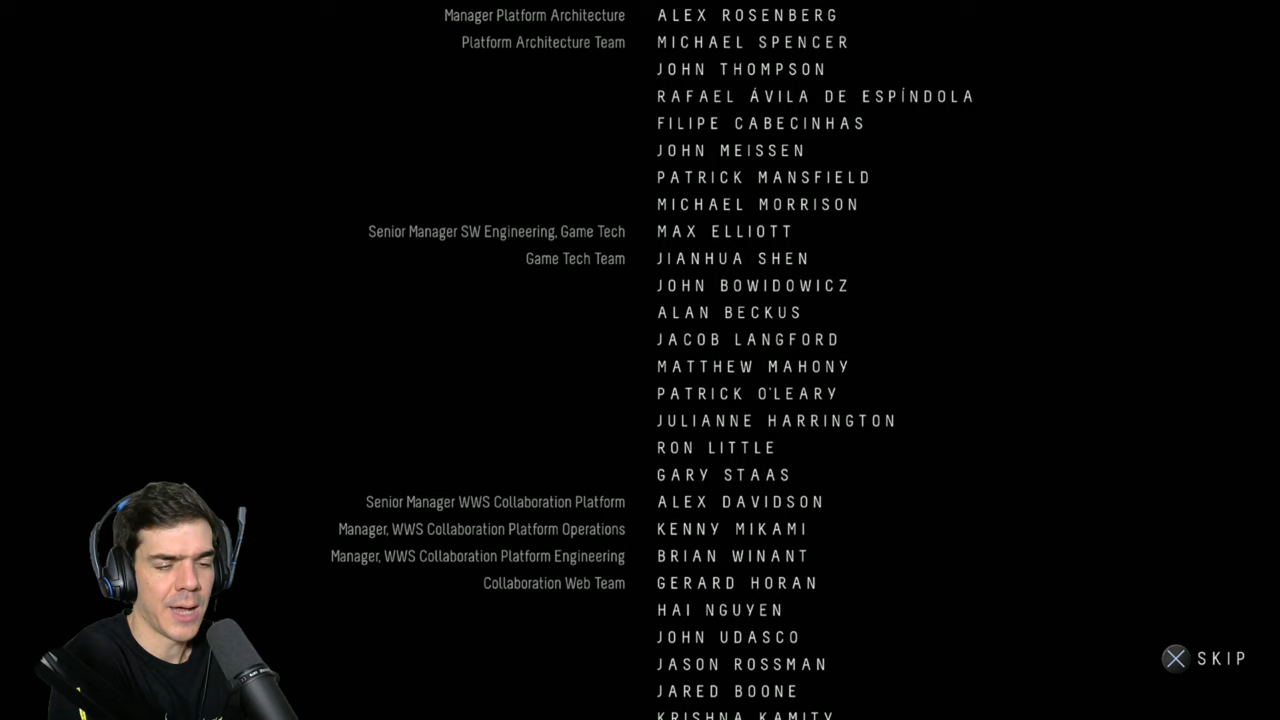 Manager Platform Architecture ALEX ROSENBERG
Platform Architecture Team MICHAEL SPENCER
JOHN THOMPSON
RAFAEL ÁVILA DE ESPÍNDOLA
FILIPE CABECINHAS
JOHN MEISSEN
PATRICK MANSFIELD
MICHAEL MORRISON
Senior Manager SW Engineering, Game Tech MAX ELLIOTT
Game Tech Team JIANHUA SHEN
JOHN BOWIDOWICZ
ALAN BECKUS
JACOB LANGFORD
MATTHEW MAHONY
PATRICK O'LEARY
JULIANNE HARRINGTON
RON LITTLE
GARY STAAS
Senior Manager WWS Collaboration Platform ALEX DAVIDSON
Manager, WWS Collaboration Platform Operations KENNY MIKAMI
Manager, WWS Collaboration Platform Engineering BRIAN WINANT
Collaboration Web Team GERARD HORAN
HAI NGUYEN
JOHN UDASCO
JASON ROSSMAN
SKIP
JARED BOONE
KRISHNA KAMITY